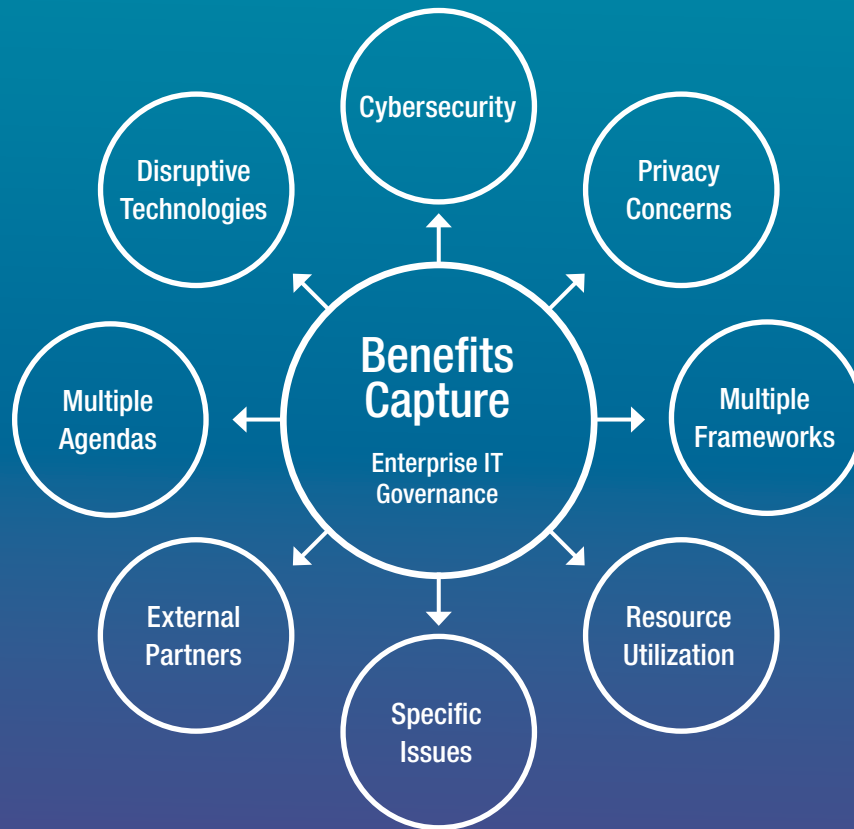 Cybersecurity
Disruptive
Technologies
Privacy
Concerns
Benefits
Capture
Enterprise IT
Governance
Multiple
Agendas
Multiple
Frameworks
External
Partners
Resource
Utilization
Specific
Issues